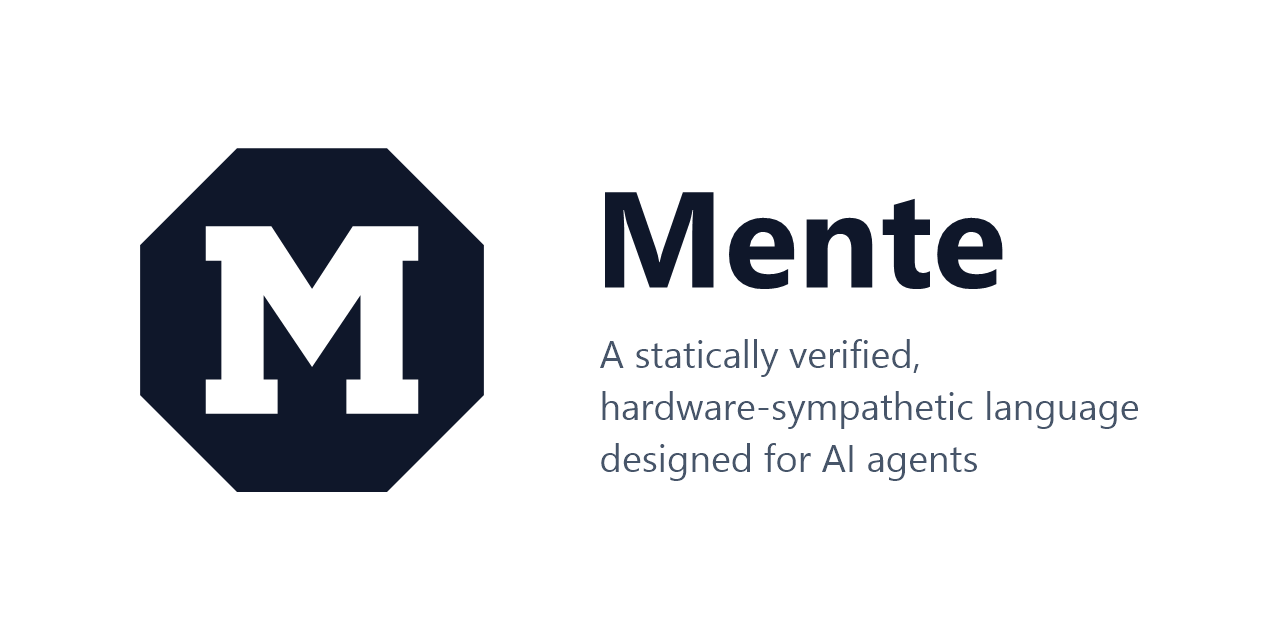 M
Mente
A statically verified,
hardware-sympathetic language
designed for AI agents